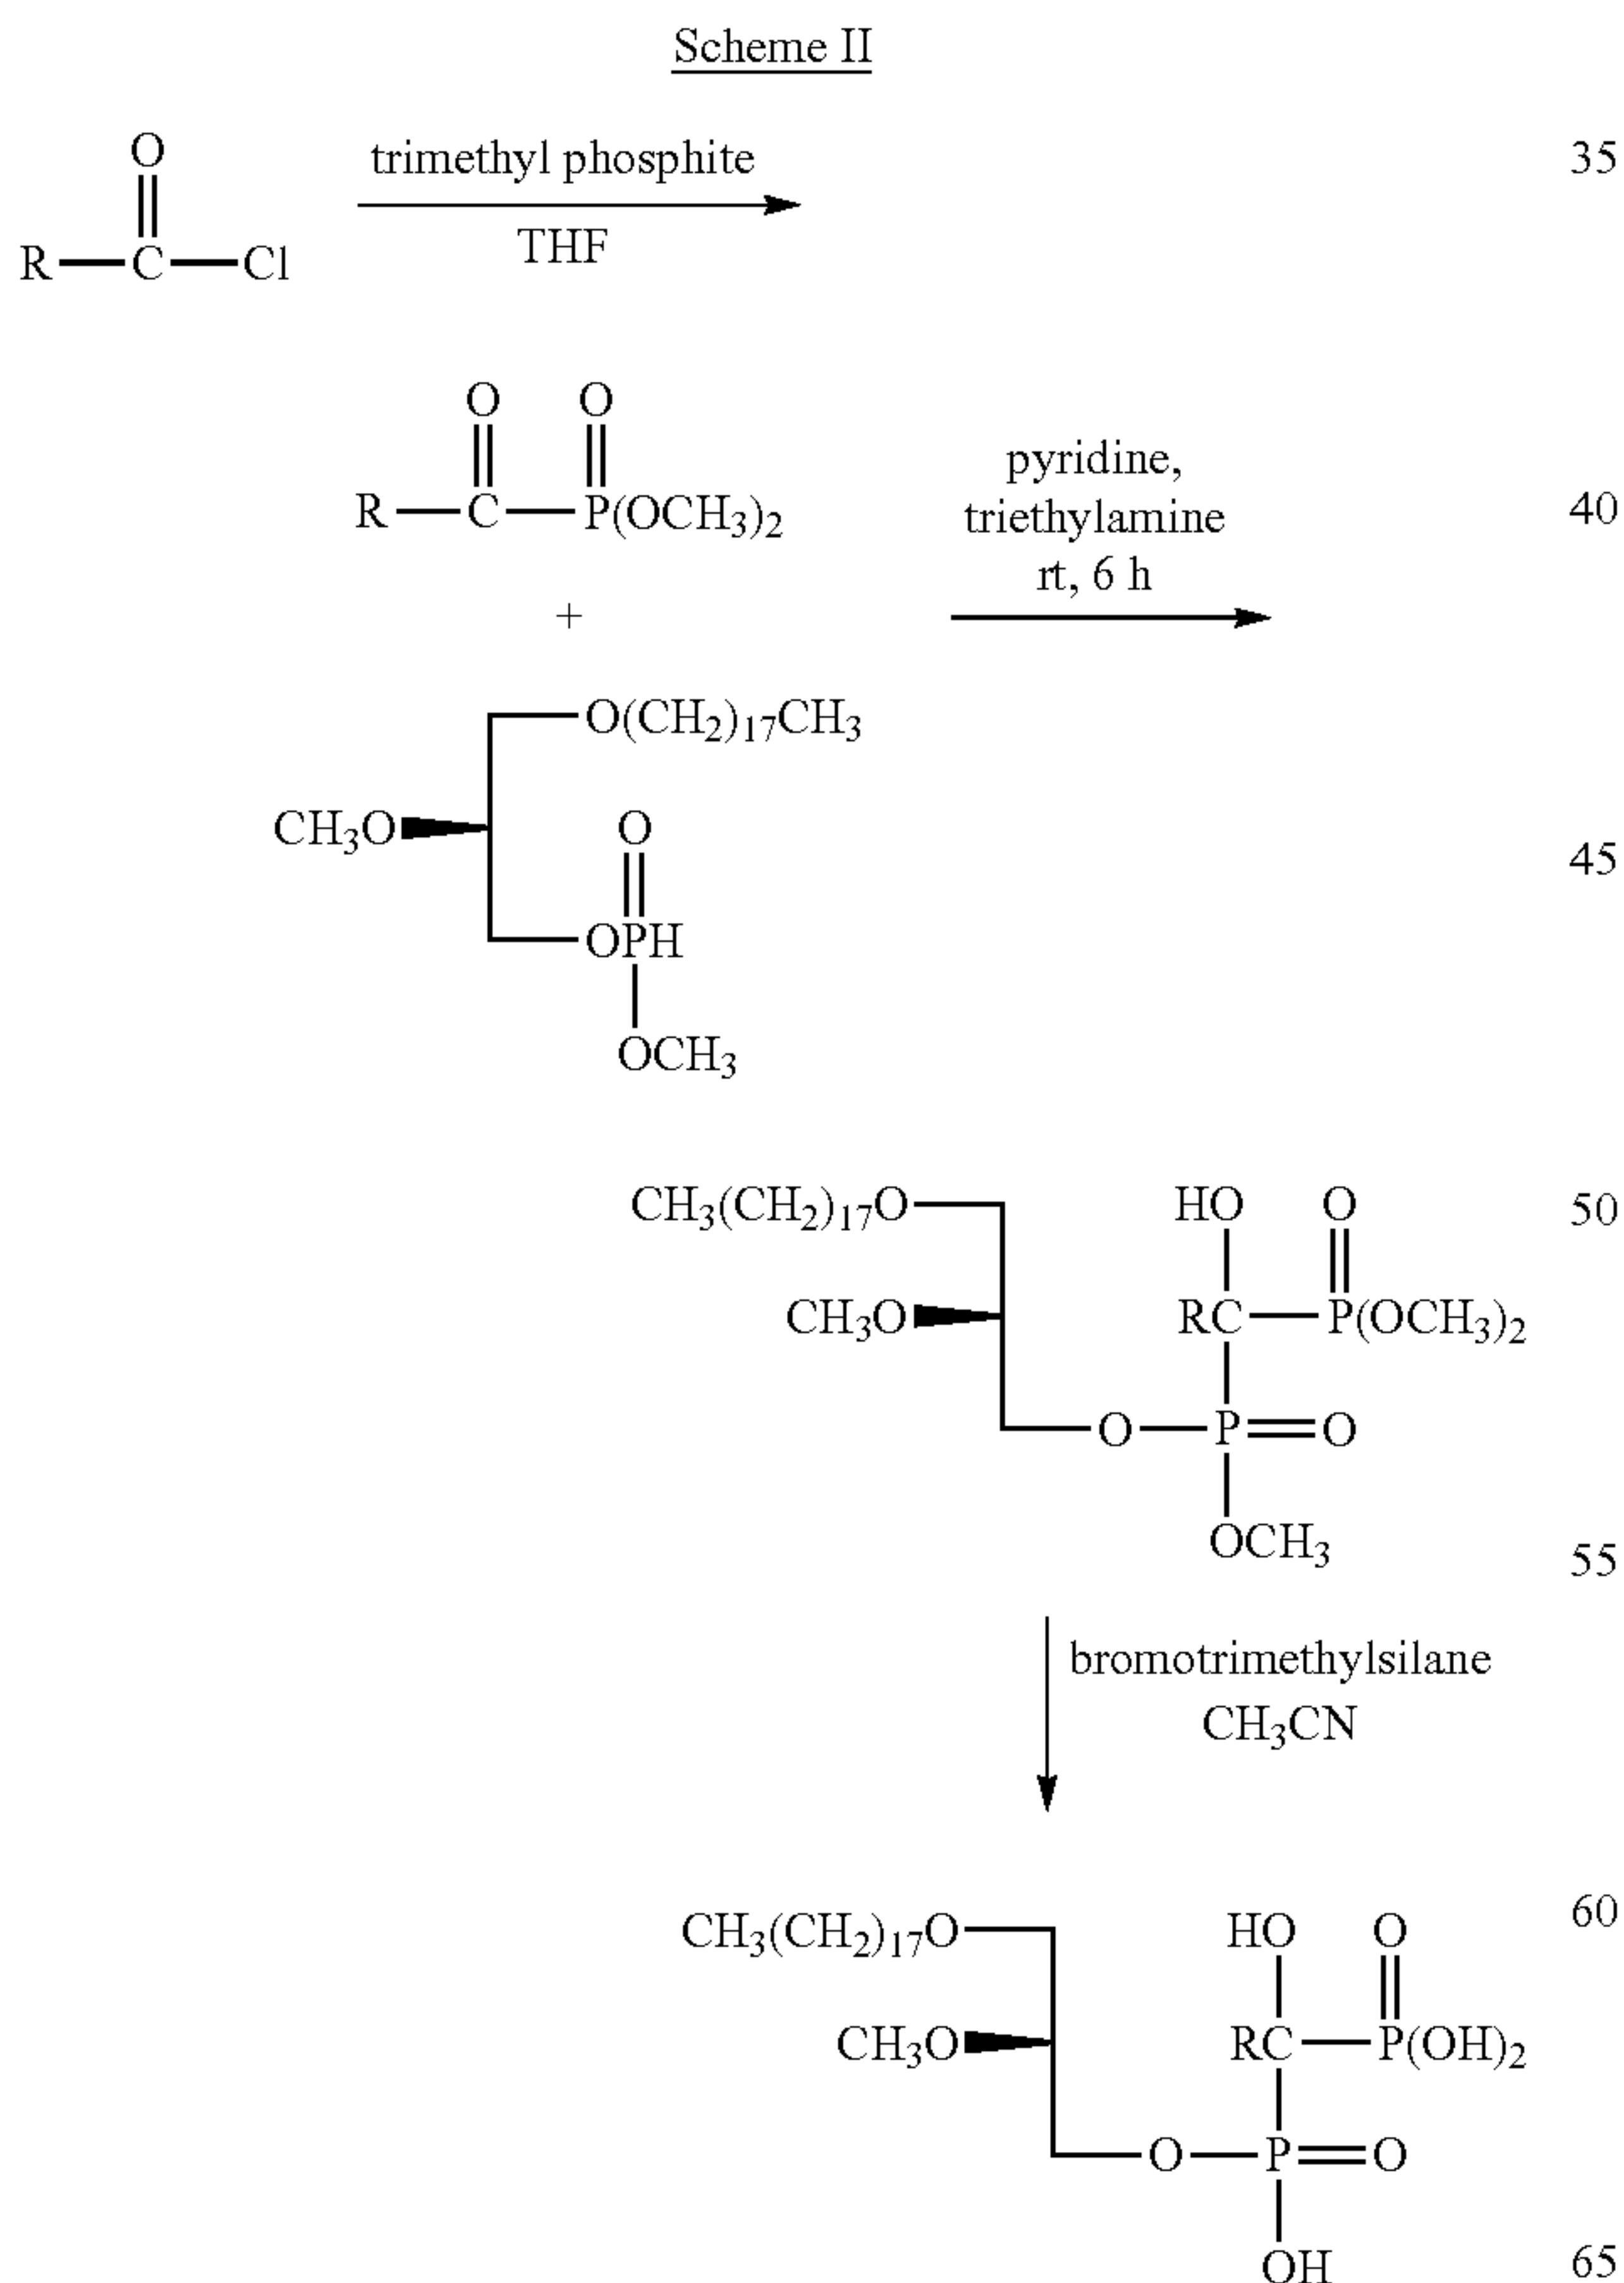 Scheme II
O
R—C—Cl
trimethyl phosphite
THF
35
O O
R—C—P(OCH₃)₂
+
pyridine,
triethylamine
rt, 6 h
40
O(CH₂)₁₇CH₃
CH₃O
O
OPH
OCH₃
45
CH₃(CH₂)₁₇O
HO O
50
CH₃O
RC—P(OCH₃)₂
O—P=O
OCH₃
55
bromotrimethylsilane
CH₃CN
CH₃(CH₂)₁₇O
HO O
60
CH₃O
RC—P(OH)₂
O—P=O
OH
65